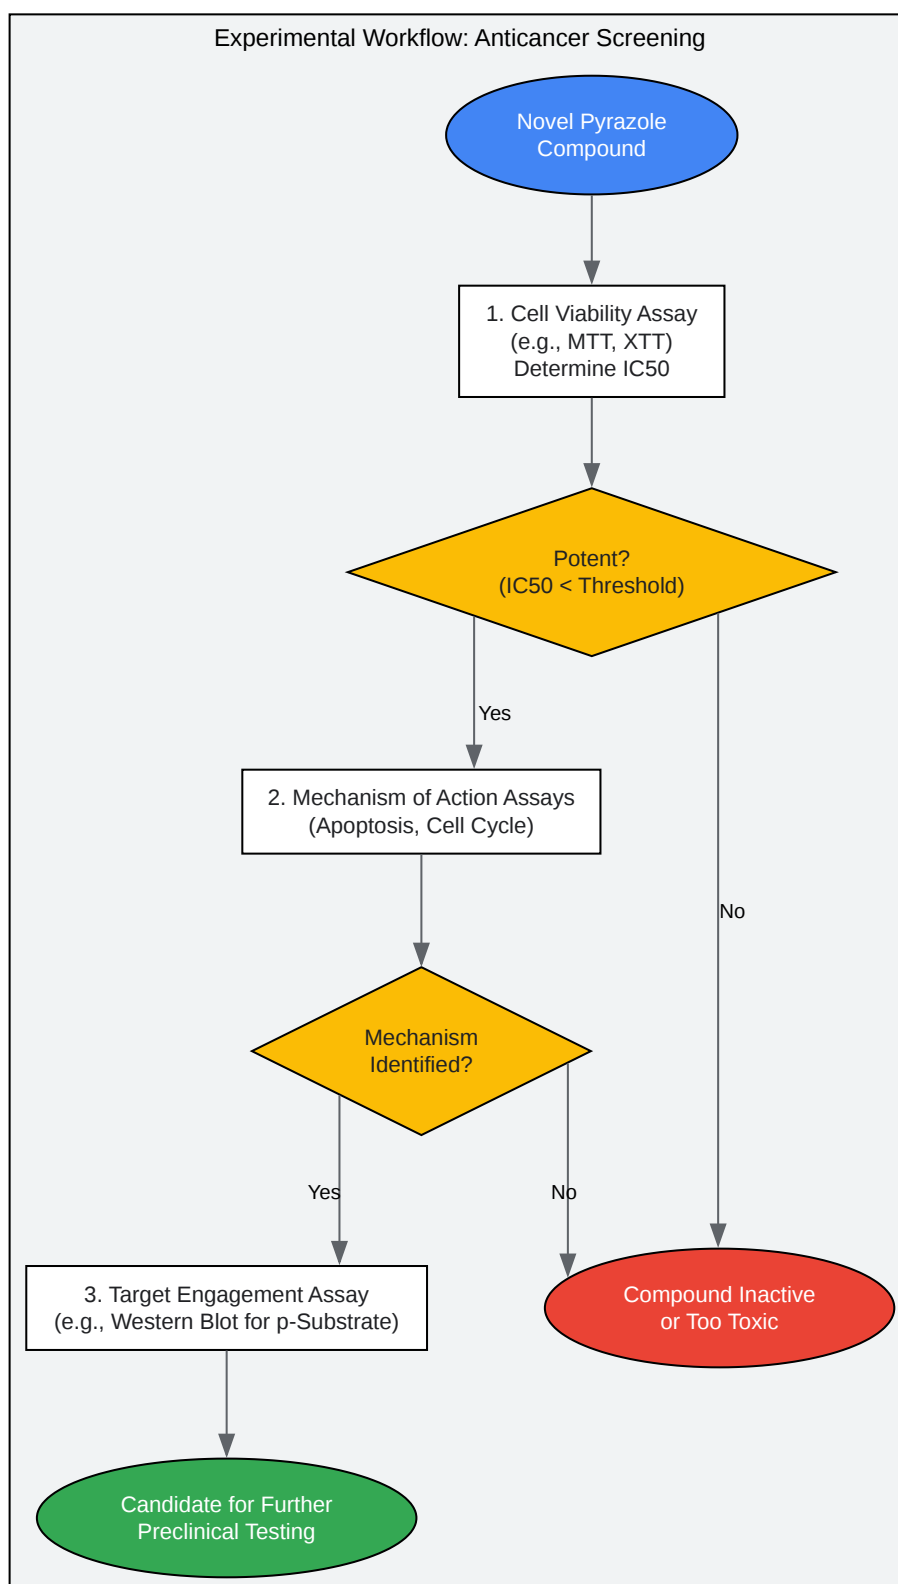 Experimental Workflow: Anticancer Screening
Novel Pyrazole
Compound
1. Cell Viability Assay
(e.g., MTT, XTT)
Determine IC50
Potent?
(IC50 < Threshold)
Yes
2. Mechanism of Action Assays
(Apoptosis, Cell Cycle)
No
Mechanism
Identified?
Yes
No
3. Target Engagement Assay
(e.g., Western Blot for p-Substrate)
Compound Inactive
or Too Toxic
Candidate for Further
Preclinical Testing